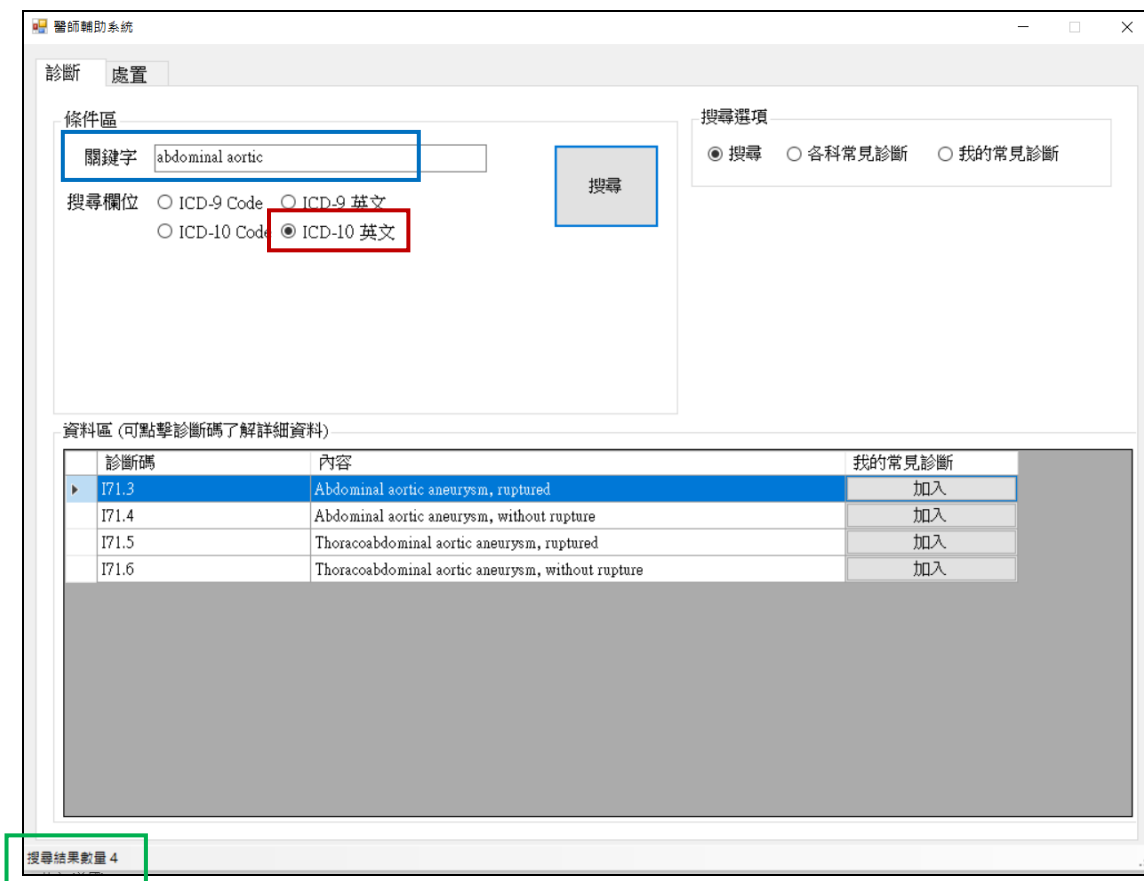 醫師輔助系統
診斷 處置
條件區
關鍵字 abdominal aortic
搜尋欄位 ICD-9 Code ICD-9 英文
ICD-10 Code ICD-10 英文
搜尋
搜尋選項
搜尋 各科常見診斷 我的常見診斷
資料區 (可點擊診斷碼了解詳細資料)
診斷碼 內容 我的常見診斷
I71.3 Abdominal aortic aneurysm, ruptured 加入
I71.4 Abdominal aortic aneurysm, without rupture 加入
I71.5 Thoracoabdominal aortic aneurysm, ruptured 加入
I71.6 Thoracoabdominal aortic aneurysm, without rupture 加入
搜尋結果數量 4